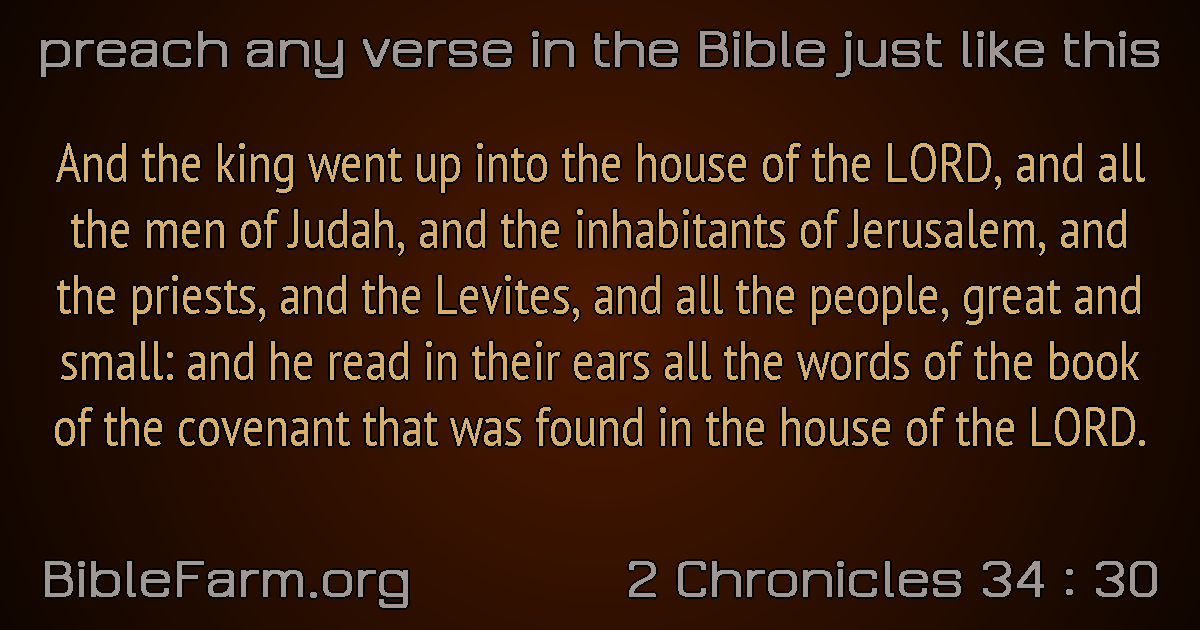 preach any verse in the Bible just like this
And the king went up into the house of the LORD, and all
the men of Judah, and the inhabitants of Jerusalem, and
the priests, and the Levites, and all the people, great and
small: and he read in their ears all the words of the book
of the covenant that was found in the house of the LORD.
BibleFarm.org
2 Chronicles 34 : 30